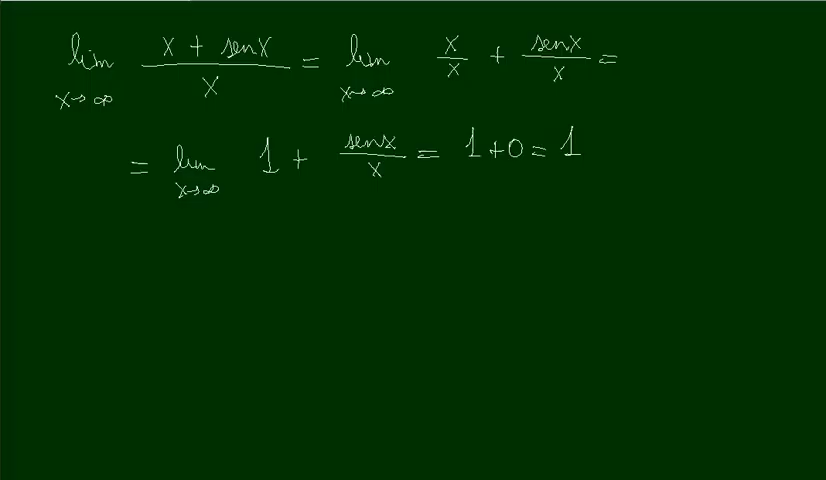 lim x→∞ (x + senx)/x = lim x→∞ x/x + senx/x =
= lim x→∞ 1 + senx/x = 1+0 = 1